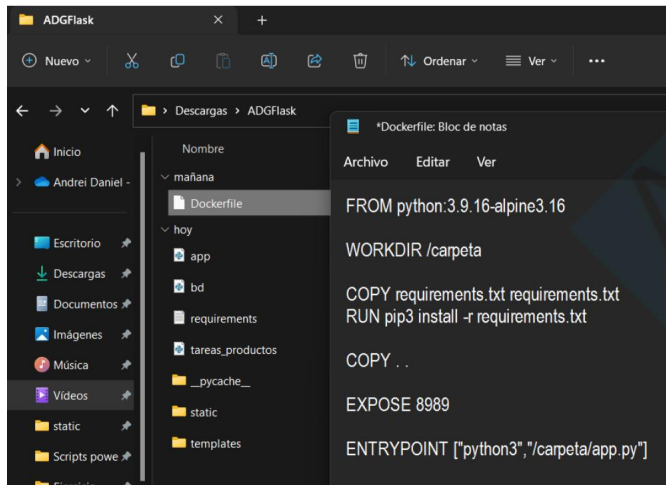 ADGFlask
Nuevo
Ordenar
Ver
Descargas > ADGFlask
Inicio
Andrei Daniel -
Escritorio
Descargas
Documentos
Imágenes
Música
Vídeos
static
Scripts powe
Nombre
mañana
Dockerfile
hoy
app
bd
requirements
tareas_productos
__pycache_
static
templates
*Dockerfile: Bloc de notas
Archivo Editar Ver
FROM python:3.9.16-alpine3.16
WORKDIR /carpeta
COPY requirements.txt requirements.txt
RUN pip3 install -r requirements.txt
COPY . .
EXPOSE 8989
ENTRYPOINT ["python3","/carpeta/app.py"]